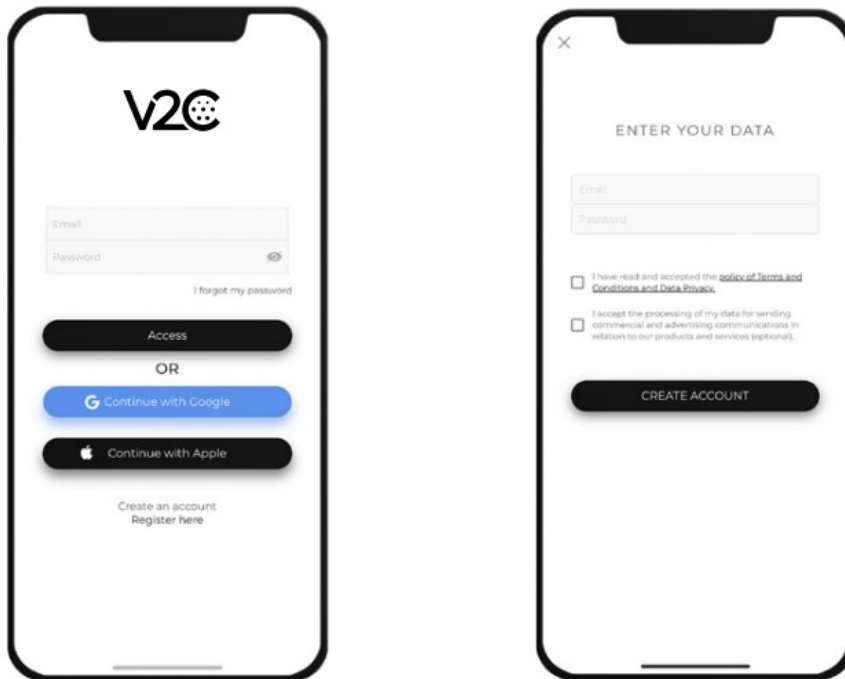 V2C
Email
Password
I forgot my password
Access
OR
G Continue with Google
Continue with Apple
Create an account
Register here
ENTER YOUR DATA
Email
Password
I have read and accepted the policy of Terms and
Conditions and Data Privacy.
I accept the processing of my data for sending
commercial and advertising communications in
relation to our products and services (optional).
CREATE ACCOUNT